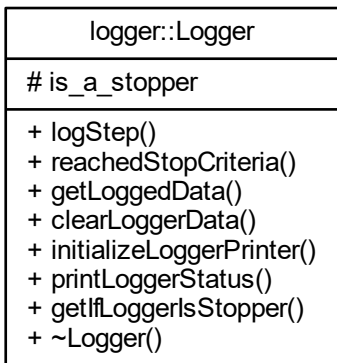 logger::Logger
# is_a_stopper
+ logStep()
+ reachedStopCriteria()
+ getLoggedData()
+ clearLoggerData()
+ initializeLoggerPrinter()
+ printLoggerStatus()
+ getIfLoggerIsStopper()
+ ~Logger()